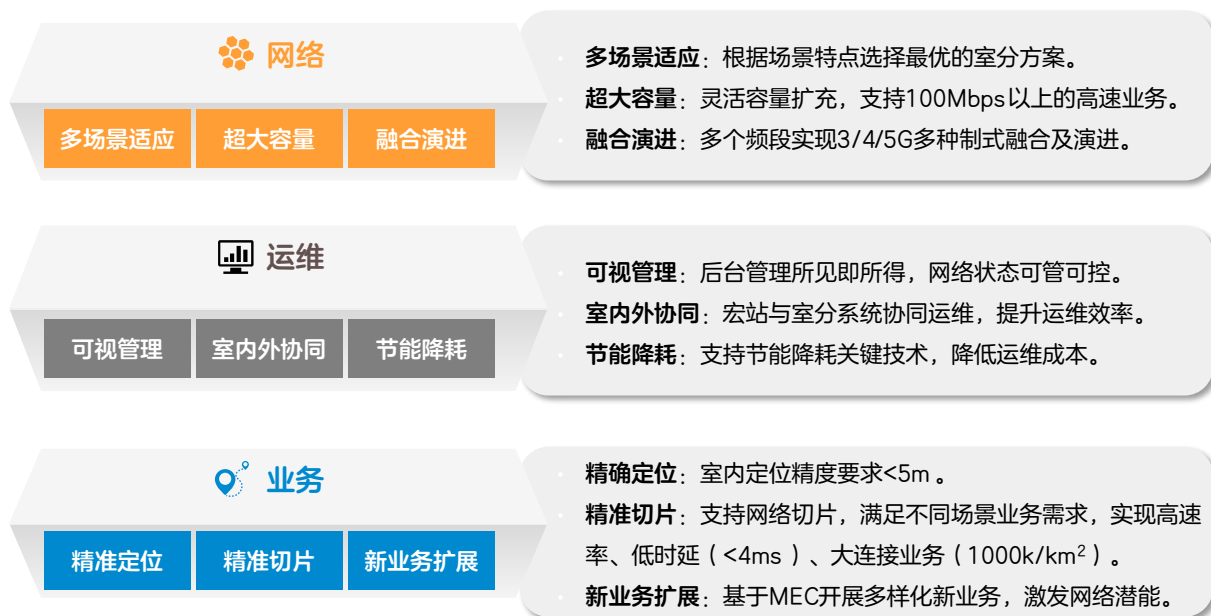 网络
多场景适应 超大容量 融合演进
多场景适应：根据场景特点选择最优的室分方案。
超大容量：灵活容量扩充，支持100Mbps以上的高速业务。
融合演进：多个频段实现3/4/5G多种制式融合及演进。
运维
可视管理 室内外协同 节能降耗
可视管理：后台管理所见即所得，网络状态可管可控。
室内外协同：宏站与室分系统协同运维，提升运维效率。
节能降耗：支持节能降耗关键技术，降低运维成本。
业务
精准定位 精准切片 新业务扩展
精确定位：室内定位精度要求<5m 。
精准切片：支持网络切片，满足不同场景业务需求，实现高速
率、低时延（<4ms ）、大连接业务（1000k/km²）。
新业务扩展：基于MEC开展多样化新业务，激发网络潜能。